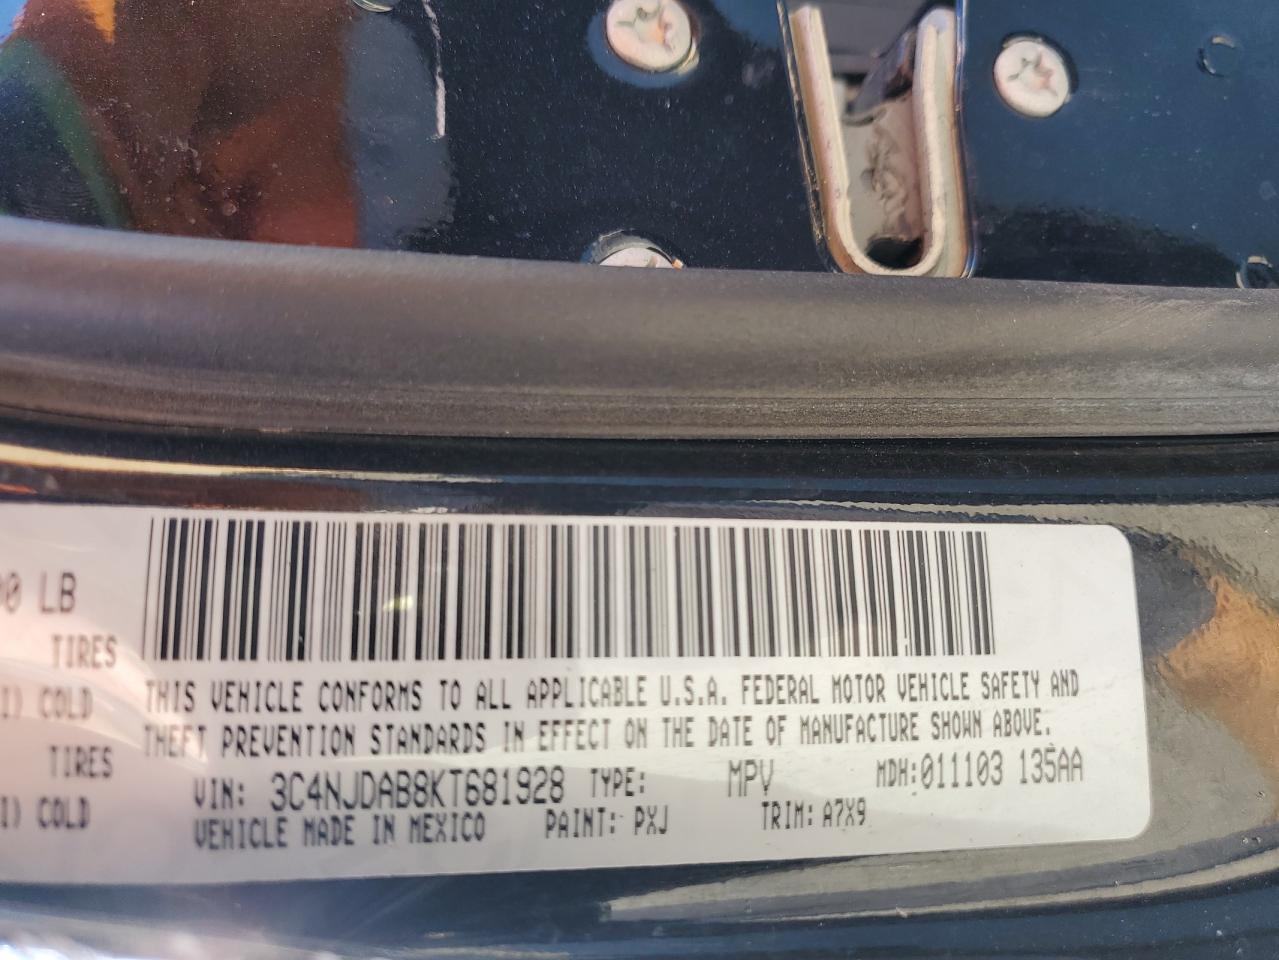 00 LB
TIRES
I) COLD
TIRES
I) COLD
THIS VEHICLE CONFORMS TO ALL APPLICABLE U.S.A. FEDERAL MOTOR VEHICLE SAFETY AND
THEFT PREVENTION STANDARDS IN EFFECT ON THE DATE OF MANUFACTURE SHOWN ABOVE.
VIN: 3C4NJDAB8KT681928 TYPE: MPV MDH:011103 135AA
VEHICLE MADE IN MEXICO PAINT: PXJ TRIM: A7X9